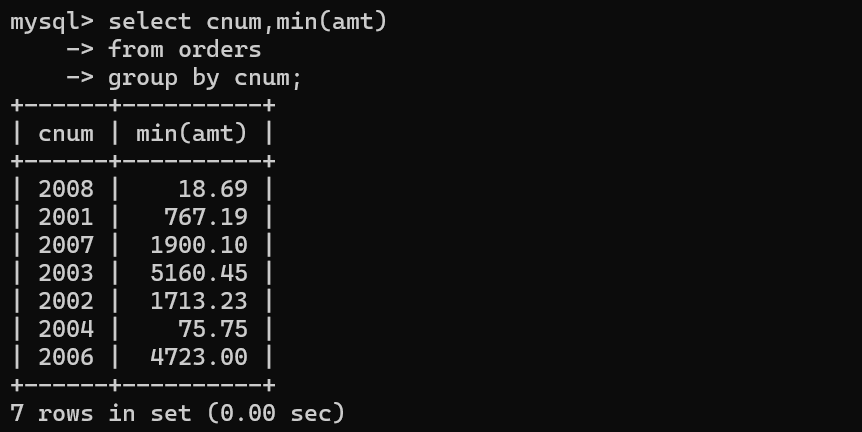 mysql> select cnum,min(amt)
    -> from orders
    -> group by cnum;
+------+----------+
| cnum | min(amt) |
+------+----------+
| 2008 |    18.69 |
| 2001 |   767.19 |
| 2007 |  1900.10 |
| 2003 |  5160.45 |
| 2002 |  1713.23 |
| 2004 |    75.75 |
| 2006 |  4723.00 |
+------+----------+
7 rows in set (0.00 sec)